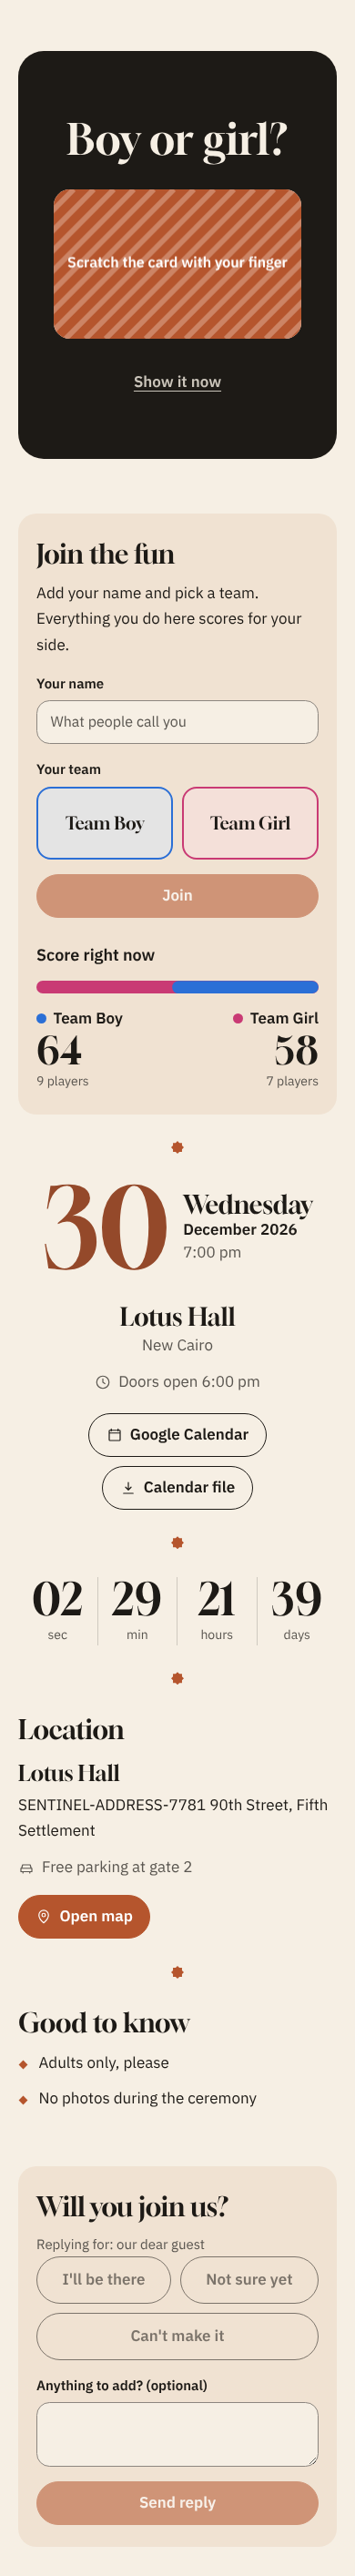 Boy or girl?
Scratch the card with your finger
Show it now
Join the fun
Add your name and pick a team.
Everything you do here scores for your
side.
Your name
What people call you
Your team
Team Boy
Team Girl
Join
Score right now
Team Boy
Team Girl
64
58
9 players
7 players
30
Wednesday
December 2026
7:00 pm
Lotus Hall
New Cairo
Doors open 6:00 pm
Google Calendar
Calendar file
02
29
21
39
sec
min
hours
days
Location
Lotus Hall
SENTINEL-ADDRESS-7781 90th Street, Fifth
Settlement
Free parking at gate 2
Open map
Good to know
Adults only, please
No photos during the ceremony
Will you join us?
Replying for: our dear guest
I'll be there
Not sure yet
Can't make it
Anything to add? (optional)
Send reply